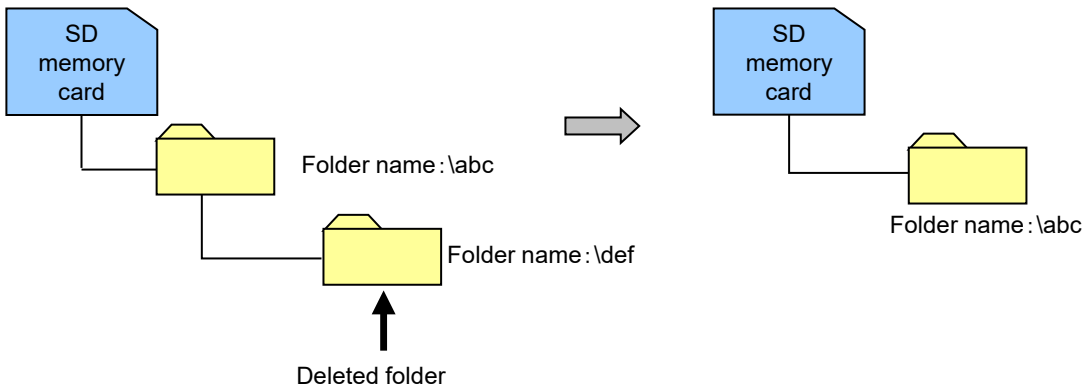 SD
memory
card
Folder name:\abc
Folder name:\def
Deleted folder
SD
memory
card
Folder name:\abc